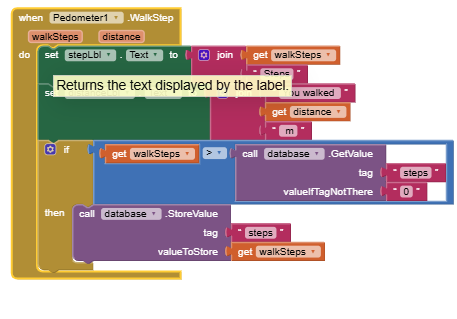 when Pedometer1 .WalkStep
walkSteps distance
do set stepLbl . Text to join get walkSteps
" Steps
Returns the text displayed by the label.
se ou walked "
get distance
" m "
if get walkSteps > call database .GetValue
tag " steps "
valueIfTagNotThere " 0 "
then call database .StoreValue
tag " steps "
valueToStore get walkSteps